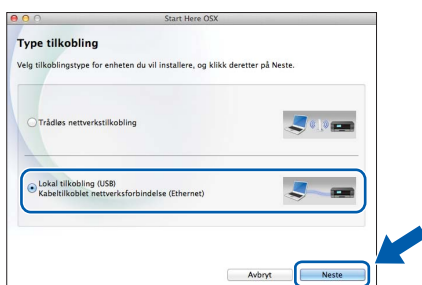 Start Here OSX
Type tilkobling
Velg tilkoblingstype for enheten du vil installere, og klikk deretter på Neste.
Trådløs nettverkstilkobling
Lokal tilkobling (USB)
Kabeltilkoblet nettverksforbindelse (Ethernet)
Avbryt Neste